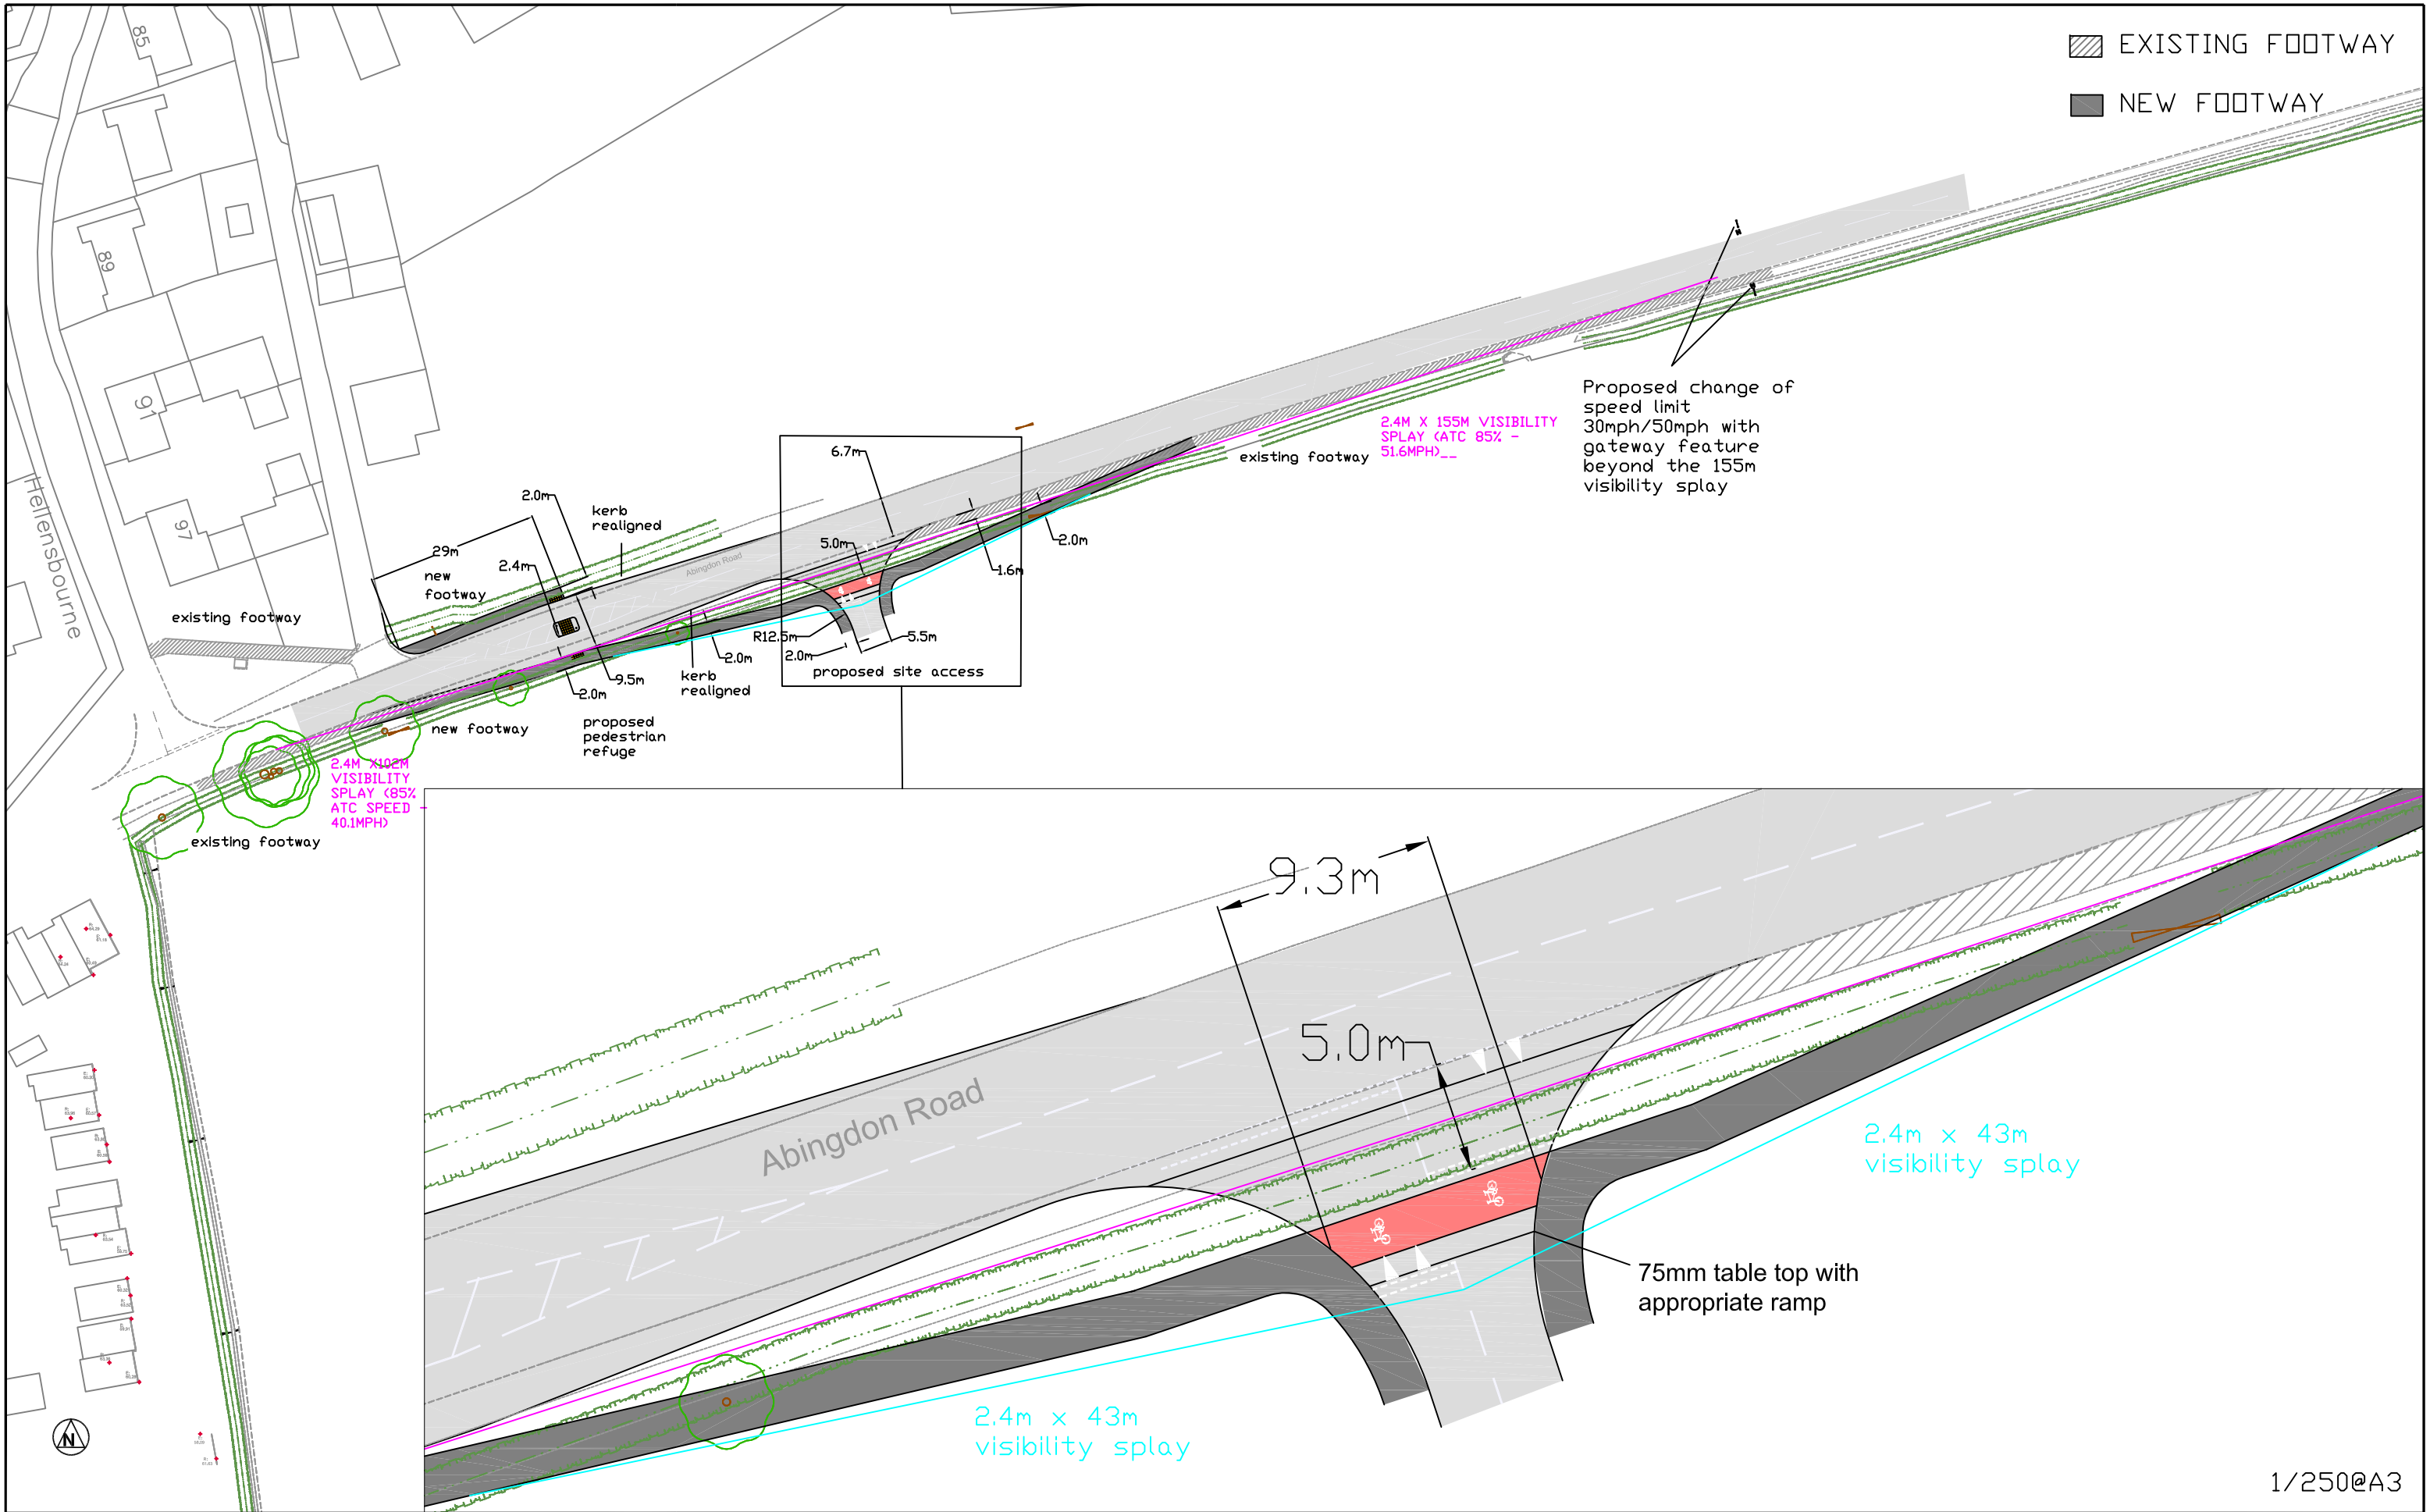 EXISTING FOOTWAY
NEW FOOTWAY
85
89
91
97
Hellensbourne
existing footway
29m
new
footway
2.4m
2.0m
kerb
realigned
Abingdon Road
6.7m
5.0m
1.6m
2.0m
R12.5m
2.0m
5.5m
proposed site access
2.0m
kerb
realigned
9.5m
2.0m
proposed
pedestrian
refuge
new footway
2.4M X102M
VISIBILITY
SPLAY (85%
ATC SPEED -
40.1MPH)
existing footway
existing footway
2.4M X 155M VISIBILITY
SPLAY (ATC 85% -
51.6MPH)__
Proposed change of
speed limit
30mph/50mph with
gateway feature
beyond the 155m
visibility splay
9.3m
5.0m
Abingdon Road
2.4m x 43m
visibility splay
75mm table top with
appropriate ramp
2.4m x 43m
visibility splay
N
1/250@A3